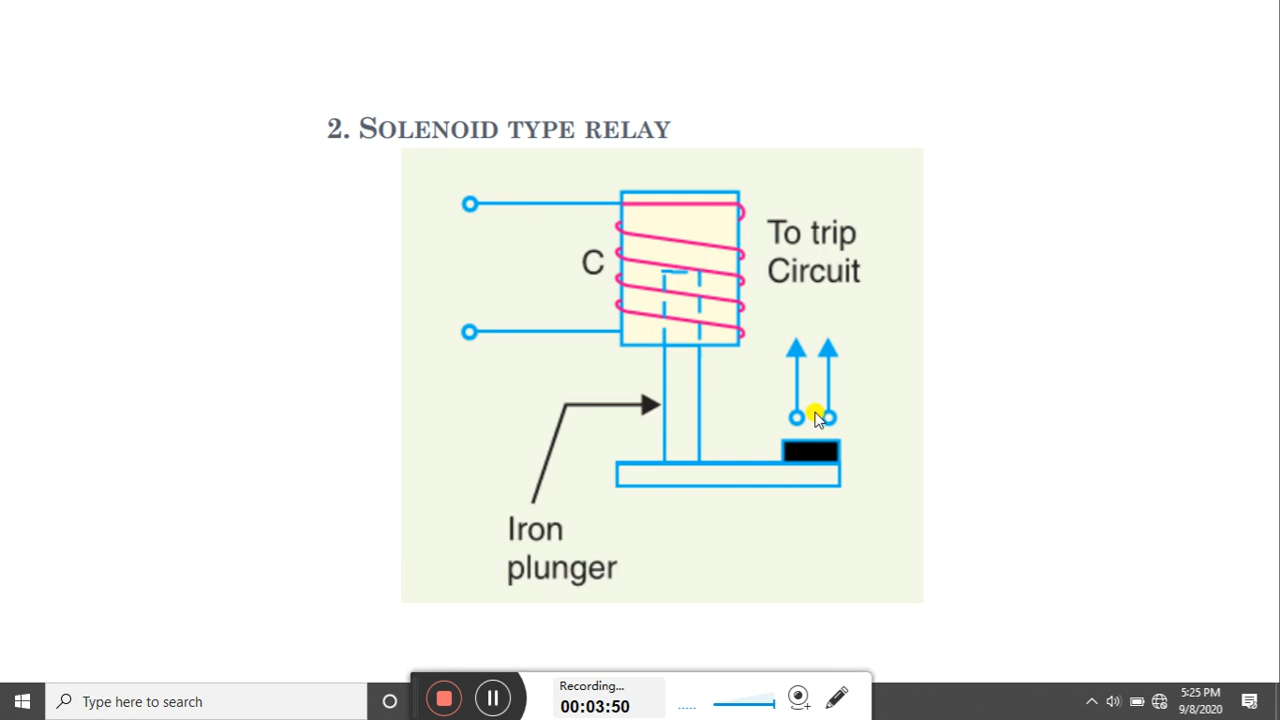 2. SOLENOID TYPE RELAY
To trip
Circuit
C
Iron
plunger
Recording...
00:03:50
Type here to search
5:25 PM
9/8/2020